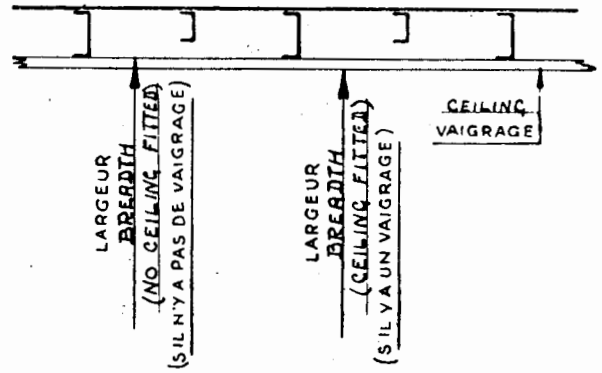 LARGEUR
BREADTH
(NO CEILING FITTED)
(S'IL N'Y A PAS DE VAIGRAGE)
LARGEUR
BREADTH
(CEILING FITTED)
(S'IL Y A UN VAIGRAGE)
CEILING
VAIGRAGE